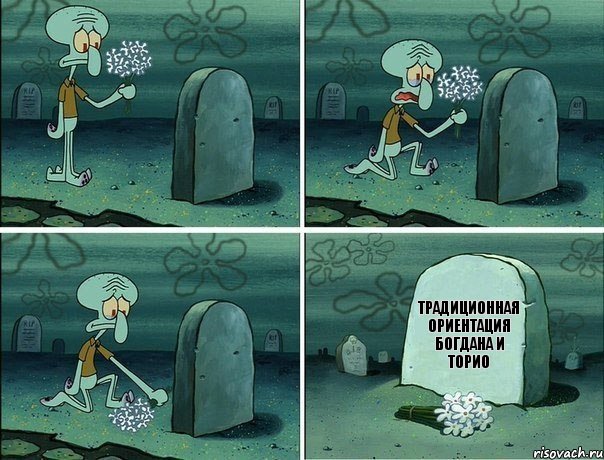 R.I.P
R.I.P
R.I.P
ТРАДИЦИОННАЯ
ОРИЕНТАЦИЯ
БОГДАНА И
ТОРИО
risovach.ru